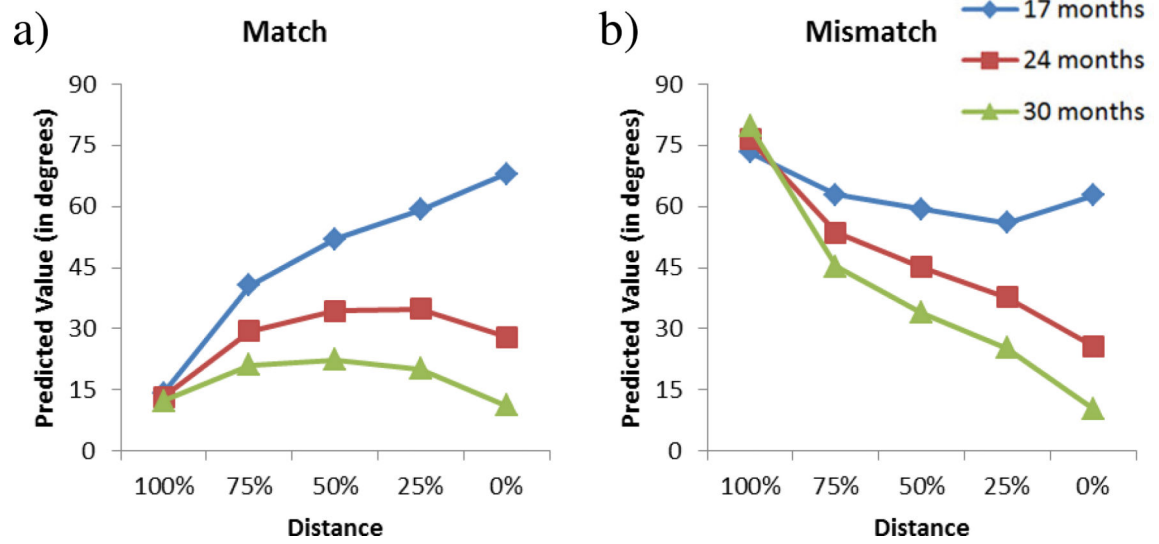 a)
Match
Predicted Value (in degrees)
90
75
60
45
30
15
0
100% 75% 50% 25% 0%
Distance
b)
Mismatch
17 months
24 months
30 months
Predicted Value (in degrees)
90
75
60
45
30
15
0
100% 75% 50% 25% 0%
Distance